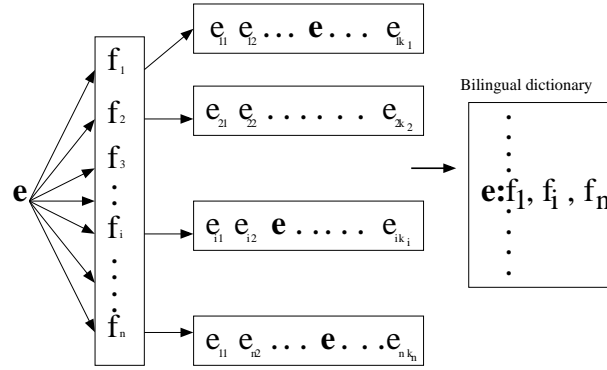 e
f1
f2
f3
. .
fi
. . . .
fn
e11 e12 . . . e . . . e1k1
e21 e22 . . . . . . e2k2
ei1 ei2 e . . . . . eiki
e11 en2 . . . e . . . enkn
Bilingual dictionary
e:f1, fi , fn